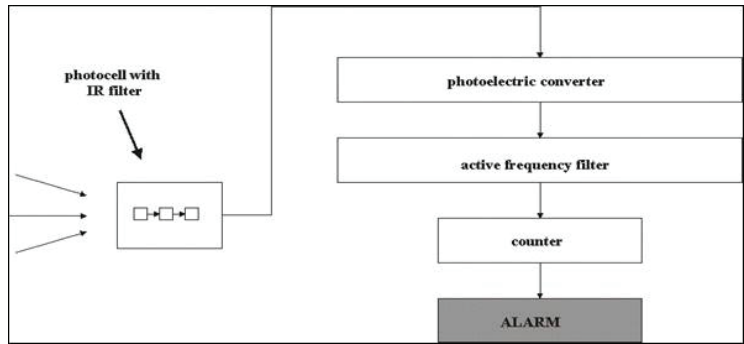 photocell with
IR filter
photoelectric converter
active frequency filter
counter
ALARM